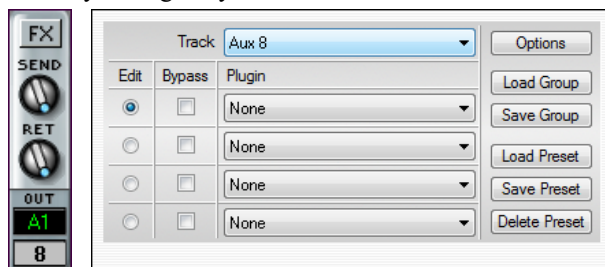 FX
SEND
RET
OUT
A1
8
Track Aux 8 Options
Edit Bypass Plugin Load Group
None Save Group
None Load Preset
None Save Preset
None Delete Preset